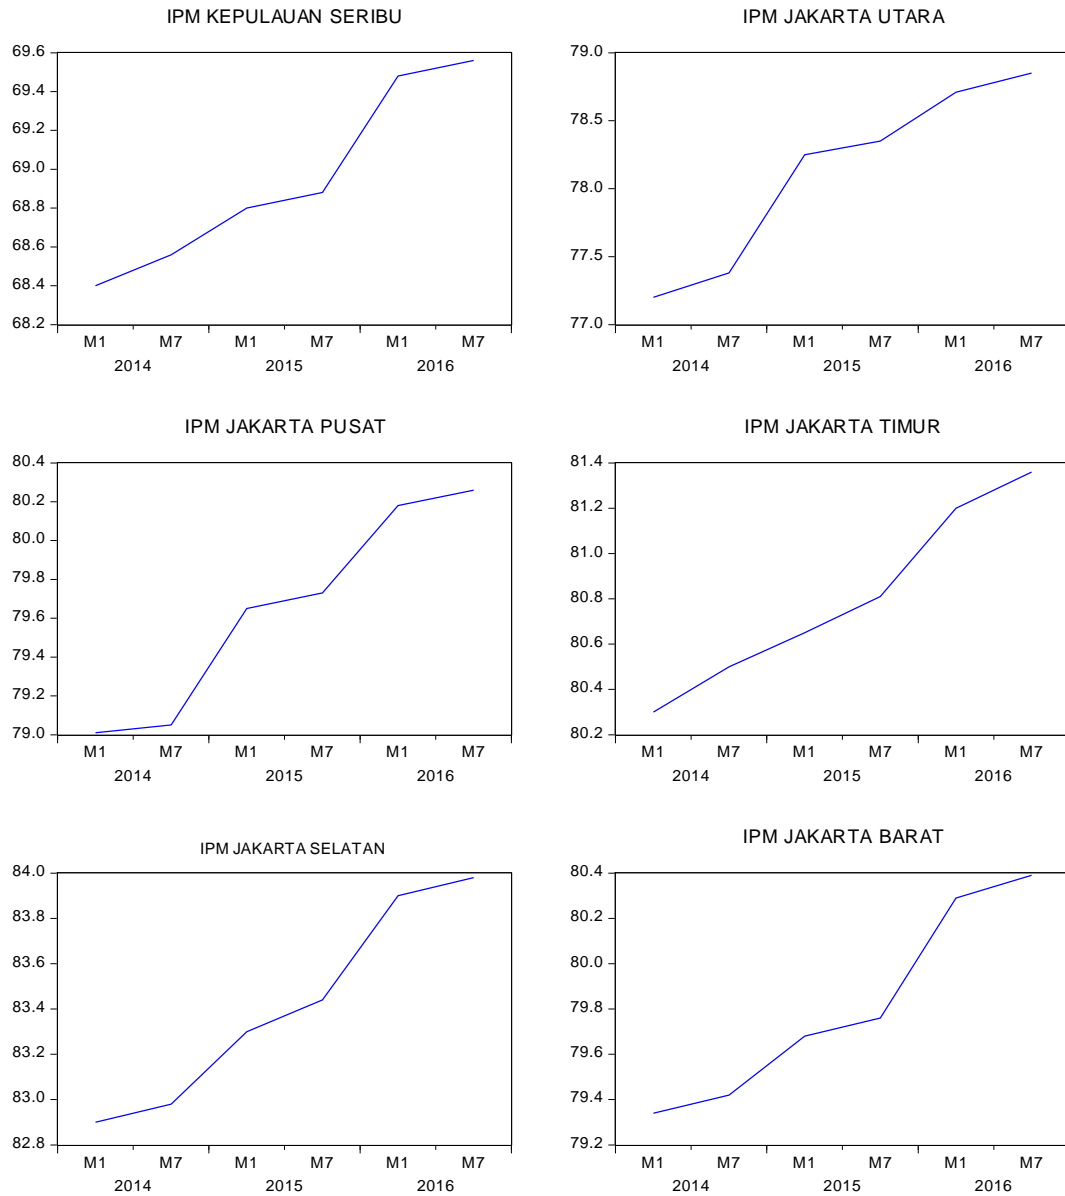 IPM KEPULAUAN SERIBU
69.6
69.4
69.2
69.0
68.8
68.6
68.4
68.2
M1 M7 M1 M7 M1 M7
2014 2015 2016
IPM JAKARTA UTARA
79.0
78.5
78.0
77.5
77.0
M1 M7 M1 M7 M1 M7
2014 2015 2016
IPM JAKARTA PUSAT
80.4
80.2
80.0
79.8
79.6
79.4
79.2
79.0
M1 M7 M1 M7 M1 M7
2014 2015 2016
IPM JAKARTA TIMUR
81.4
81.2
81.0
80.8
80.6
80.4
80.2
M1 M7 M1 M7 M1 M7
2014 2015 2016
IPM JAKARTA SELATAN
84.0
83.8
83.6
83.4
83.2
83.0
82.8
M1 M7 M1 M7 M1 M7
2014 2015 2016
IPM JAKARTA BARAT
80.4
80.2
80.0
79.8
79.6
79.4
79.2
M1 M7 M1 M7 M1 M7
2014 2015 2016